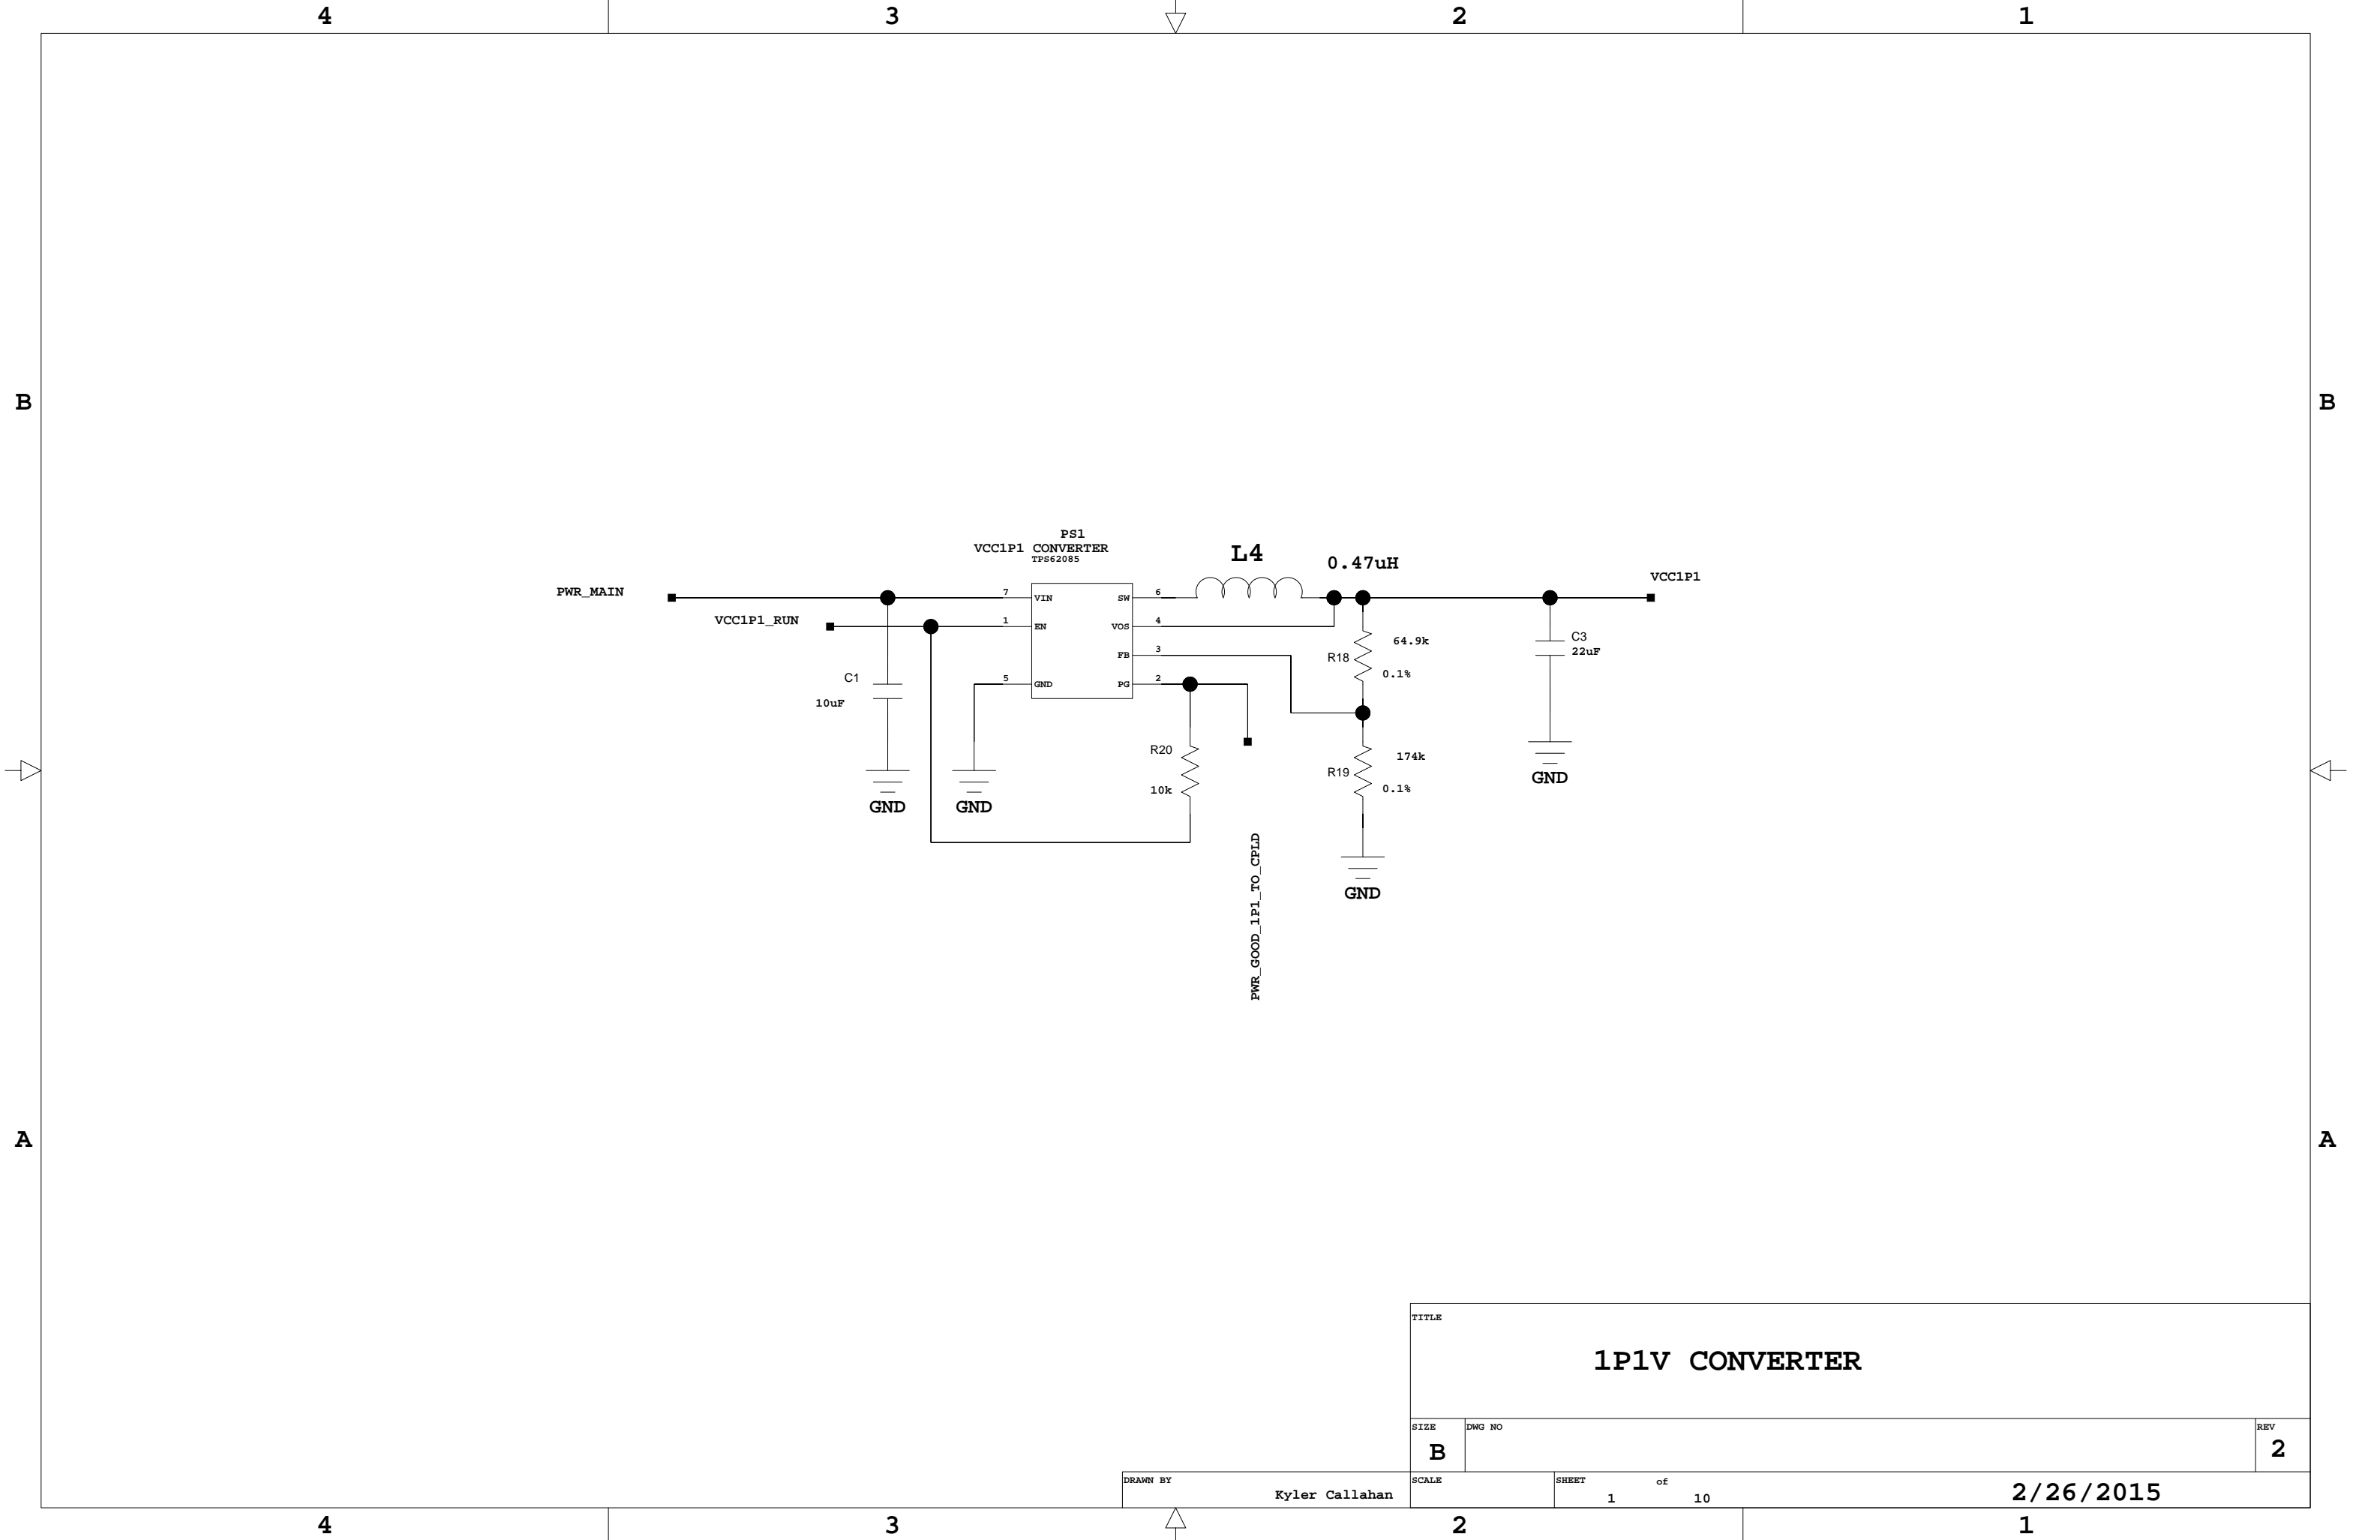 4 3 2 1
B B
PS1
VCC1P1 CONVERTER
TPS62085
L4
0.47uH
VCC1P1
PWR_MAIN
7 VIN SW 6
VCC1P1_RUN
1 EN VOS 4
FB 3
5 GND PG 2
R18
64.9k
0.1%
C3
22uF
C1
10uF
R20
10k
R19
174k
0.1%
GND
GND
GND
GND
PWR_GOOD_1P1_TO_CPLD
A A
TITLE
1P1V CONVERTER
SIZE
B
DWG NO
REV
2
DRAWN BY
Kyler Callahan
SCALE
SHEET of
1 10
2/26/2015
4 3 2 1